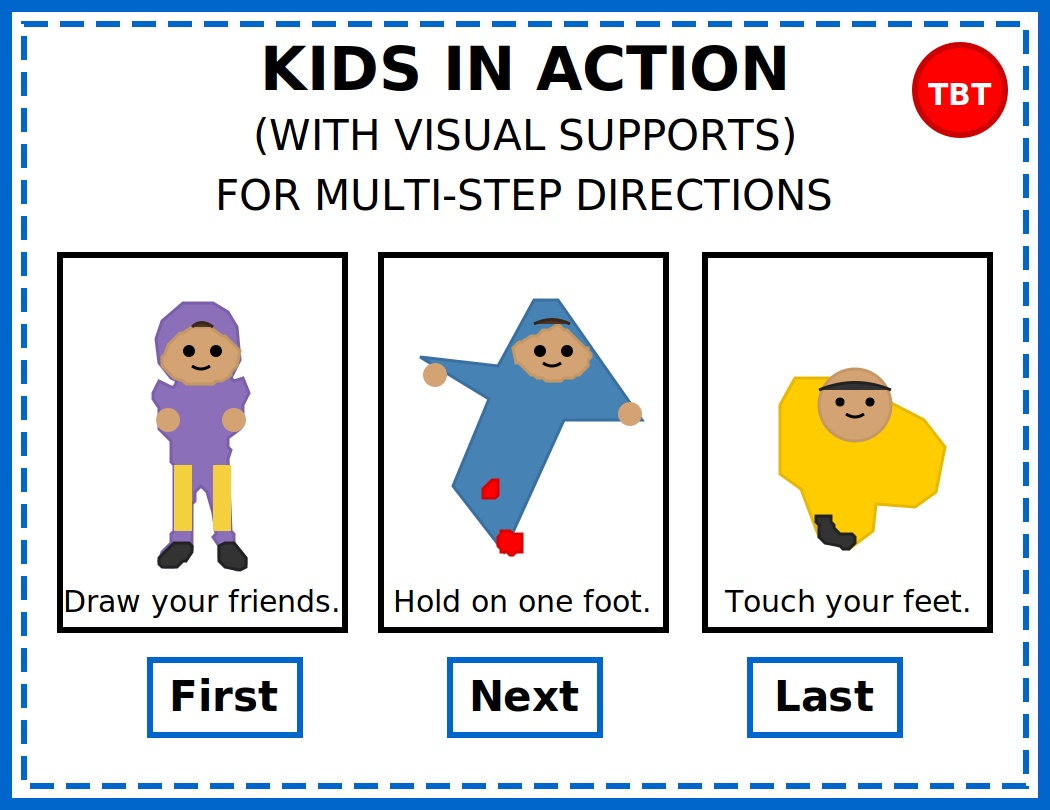 KIDS IN ACTION
TBT
(WITH VISUAL SUPPORTS)
FOR MULTI-STEP DIRECTIONS
Draw your friends.
Hold on one foot.
Touch your feet.
First
Next
Last